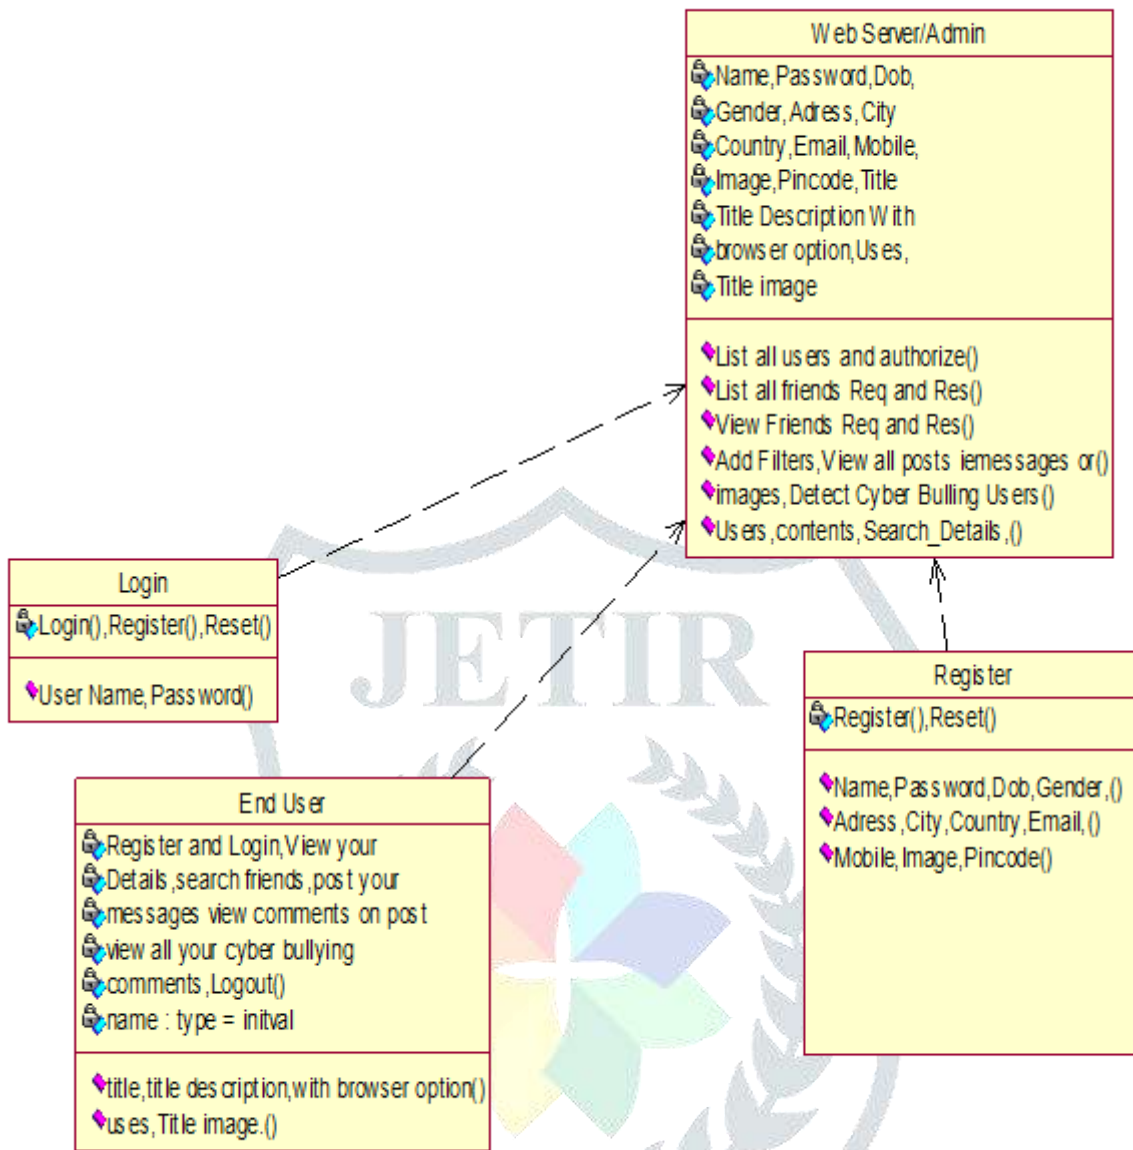 Web Server/Admin
Name,Password,Dob,
Gender,Adress,City
Country,Email,Mobile,
Image,Pincode,Title
Title Description With
browser option,Uses,
Title image
List all users and authorize()
List all friends Req and Res()
View Friends Req and Res()
Add Filters,View all posts iemessages or()
images,Detect Cyber Bulling Users()
Users,contents,Search_Details,()
Login
Login(),Register(),Reset()
User Name,Password()
JETIR
Register
Register(),Reset()
Name,Password,Dob,Gender,()
Adress,City,Country,Email,()
Mobile,Image,Pincode()
End User
Register and Login,View your
Details,search friends,post your
messages view comments on post
view all your cyber bullying
comments,Logout()
name : type = initval
title,title description,with browser option()
uses,Title image.()